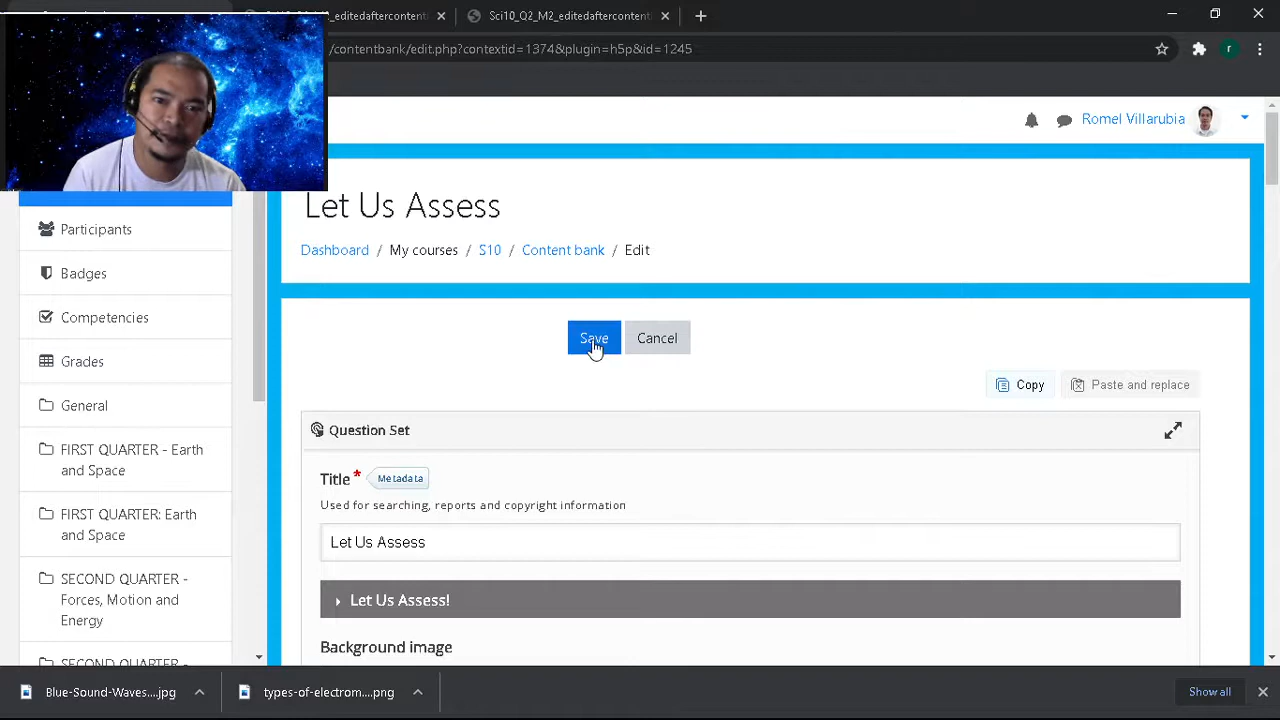 _editedaftercontent
Sci10_Q2_M2_editedaftercontent
/contentbank/edit.php?contextid=1374&plugin=h5p&id=1245
r
Romel Villarubia
Let Us Assess
Dashboard / My courses / S10 / Content bank / Edit
Participants
Badges
Competencies
Grades
General
FIRST QUARTER - Earth
and Space
FIRST QUARTER: Earth
and Space
SECOND QUARTER -
Forces, Motion and
Energy
SECOND QUARTER -
Save
Cancel
Copy
Paste and replace
Question Set
Title*
Metadata
Used for searching, reports and copyright information
Let Us Assess
Let Us Assess!
Background image
Blue-Sound-Waves....jpg
types-of-electrom....png
Show all